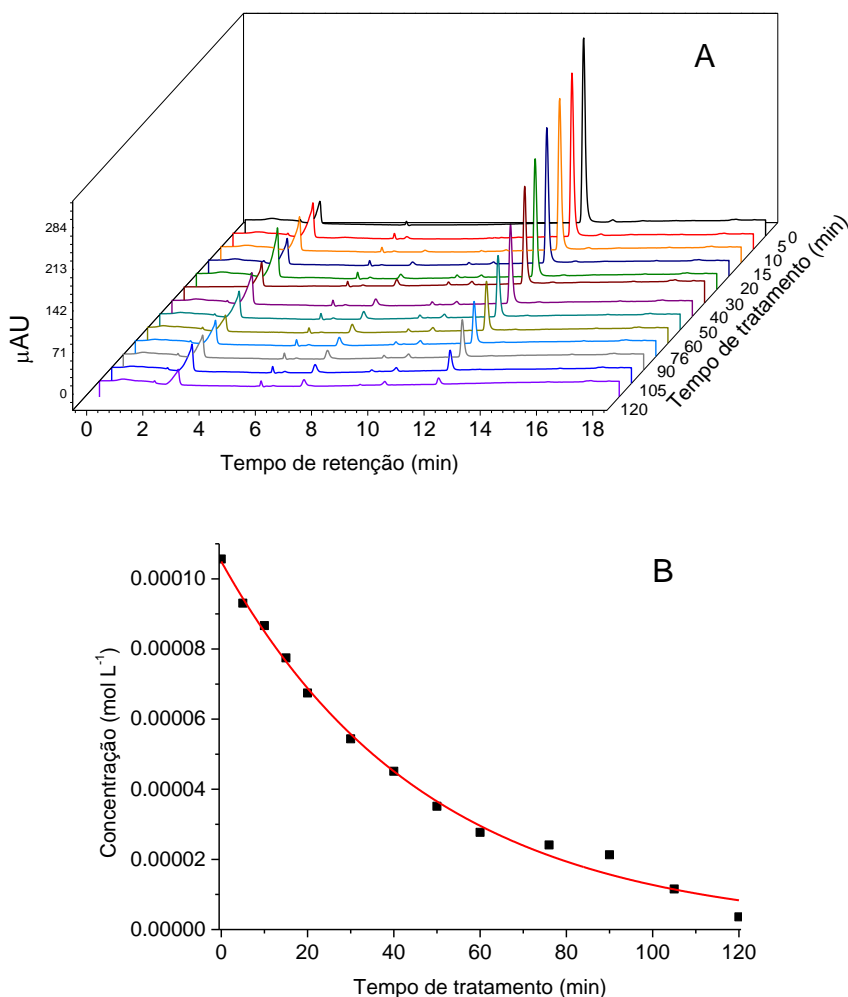 A
284
213
142
71
0
μAU
0 2 4 6 8 10 12 14 16 18
Tempo de retenção (min)
0
5
10
15
20
30
40
50
60
76
90
105
120
Tempo de tratamento (min)
B
0.00010
0.00008
0.00006
0.00004
0.00002
0.00000
Concentração (mol L⁻¹)
0 20 40 60 80 100 120
Tempo de tratamento (min)